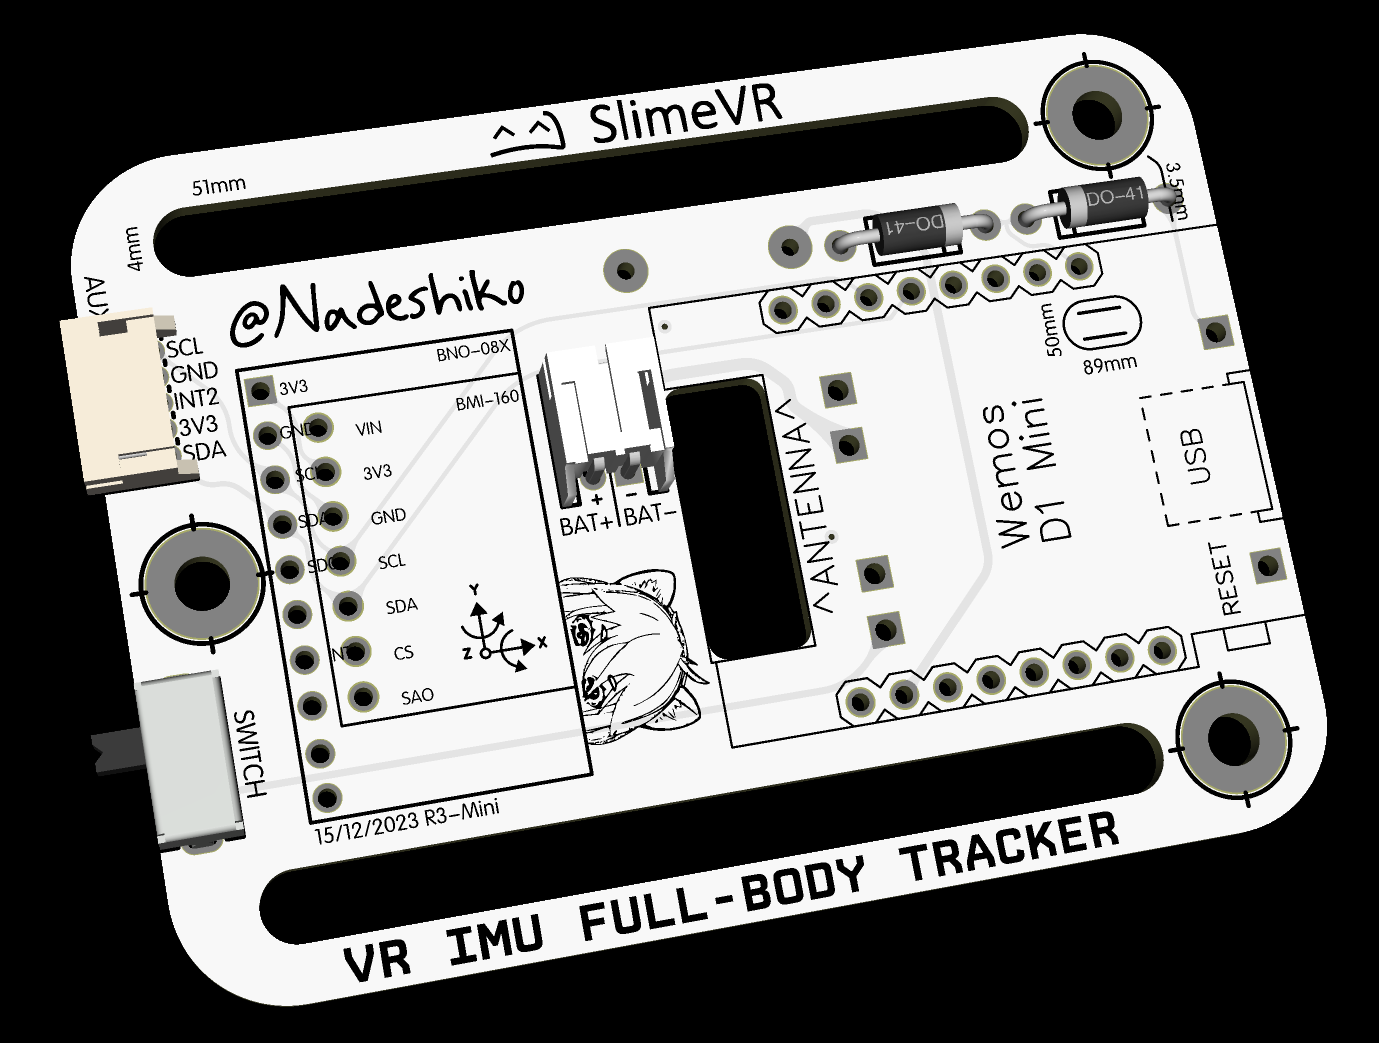 SlimeVR
51mm
4mm
3.5mm
DO-41
DO-41
AUX
SCL
GND
INT2
3V3
SDA
@Nadeshiko
BNO-08X
BMI-160
3V3
GND
SCL
SDA
VIN
3V3
GND
SCL
SDA
CS
SAO
Y
X
Z
+
-
BAT+
BAT-
<ANTENNA>
50mm
89mm
Wemos
D1 Mini
USB
RESET
SWITCH
15/12/2023 R3-Mini
VR IMU FULL-BODY TRACKER